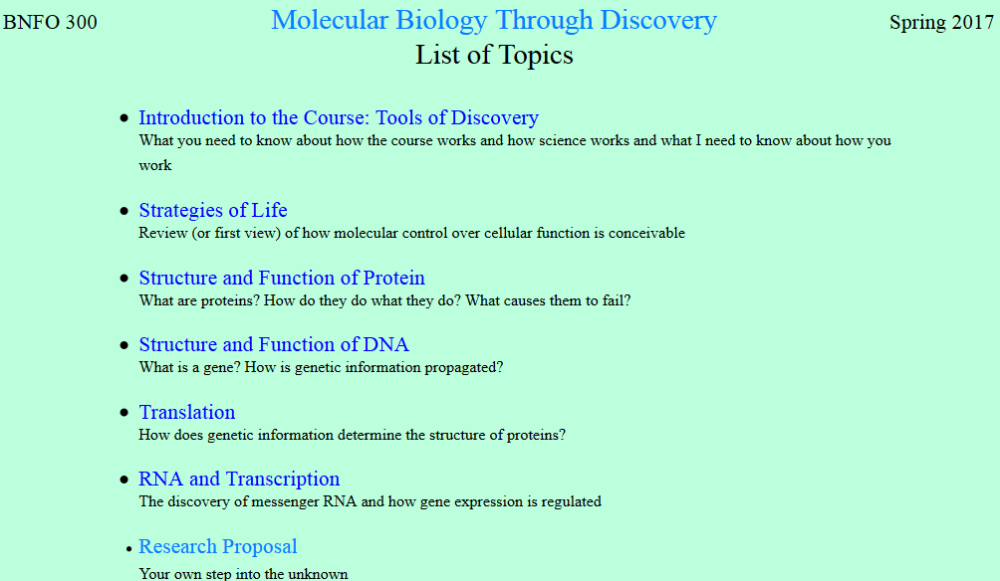 BNFO 300 Molecular Biology Through Discovery Spring 2017
List of Topics
Introduction to the Course: Tools of Discovery
What you need to know about how the course works and how science works and what I need to know about how you
work
Strategies of Life
Review (or first view) of how molecular control over cellular function is conceivable
Structure and Function of Protein
What are proteins? How do they do what they do? What causes them to fail?
Structure and Function of DNA
What is a gene? How is genetic information propagated?
Translation
How does genetic information determine the structure of proteins?
RNA and Transcription
The discovery of messenger RNA and how gene expression is regulated
Research Proposal
Your own step into the unknown